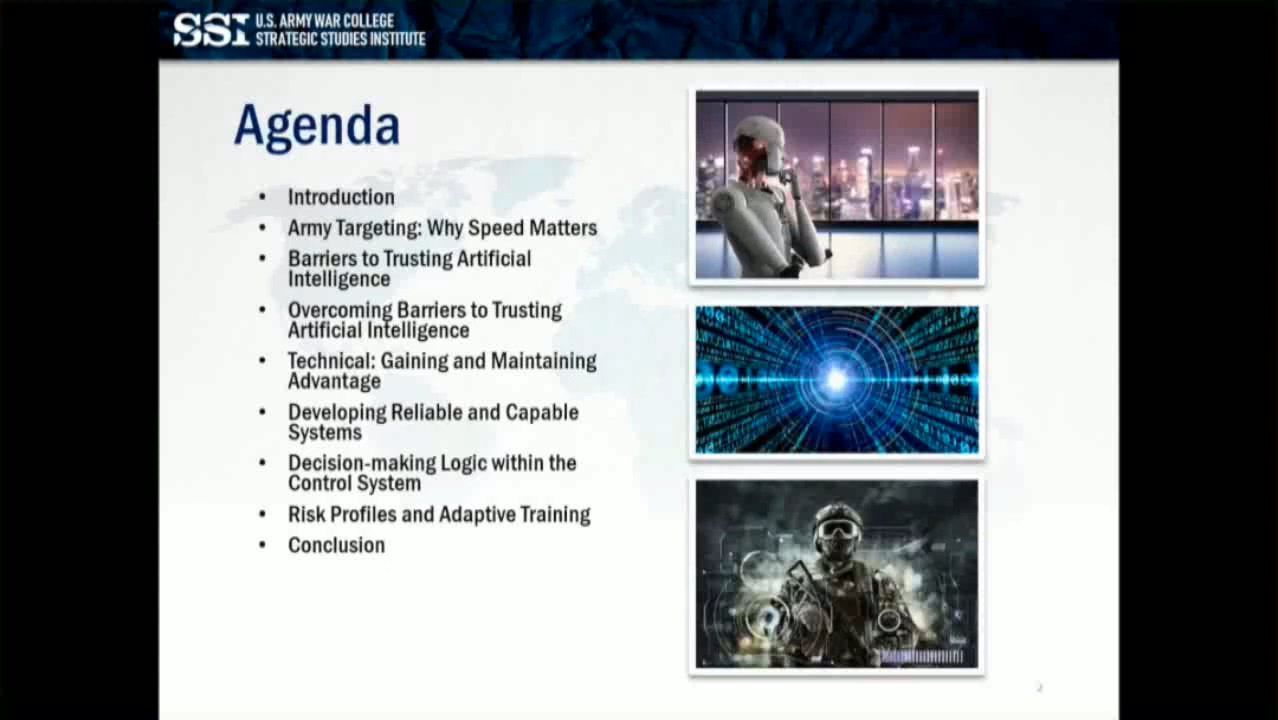 SSI U.S. ARMY WAR COLLEGE
STRATEGIC STUDIES INSTITUTE
Agenda
• Introduction
• Army Targeting: Why Speed Matters
• Barriers to Trusting Artificial
Intelligence
• Overcoming Barriers to Trusting
Artificial Intelligence
• Technical: Gaining and Maintaining
Advantage
• Developing Reliable and Capable
Systems
• Decision-making Logic within the
Control System
• Risk Profiles and Adaptive Training
• Conclusion
2